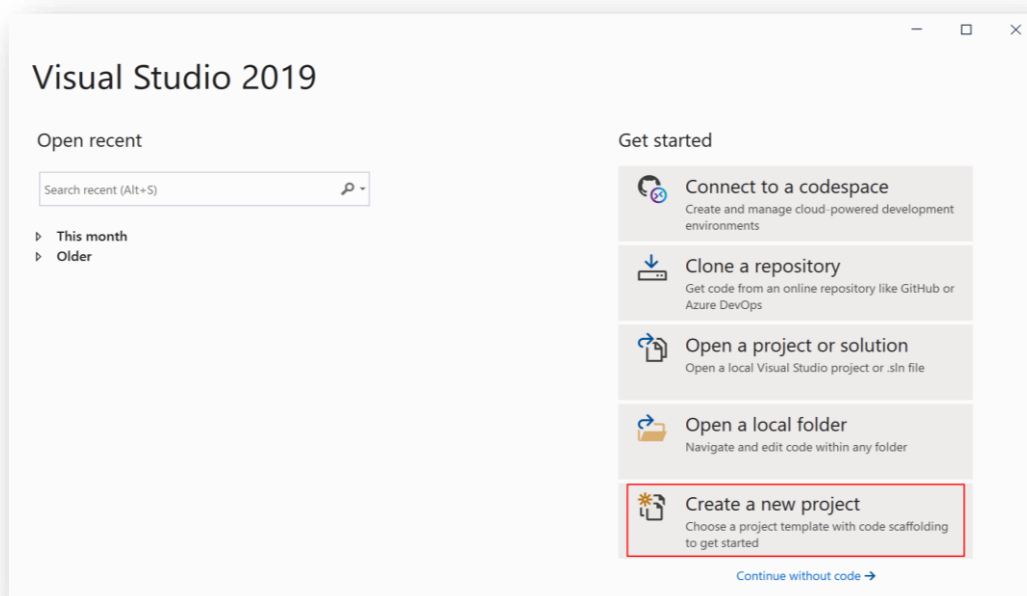 Visual Studio 2019
Open recent
Search recent (Alt+S)
This month
Older
Get started
Connect to a codespace
Create and manage cloud-powered development
environments
Clone a repository
Get code from an online repository like GitHub or
Azure DevOps
Open a project or solution
Open a local Visual Studio project or .sln file
Open a local folder
Navigate and edit code within any folder
Create a new project
Choose a project template with code scaffolding
to get started
Continue without code →